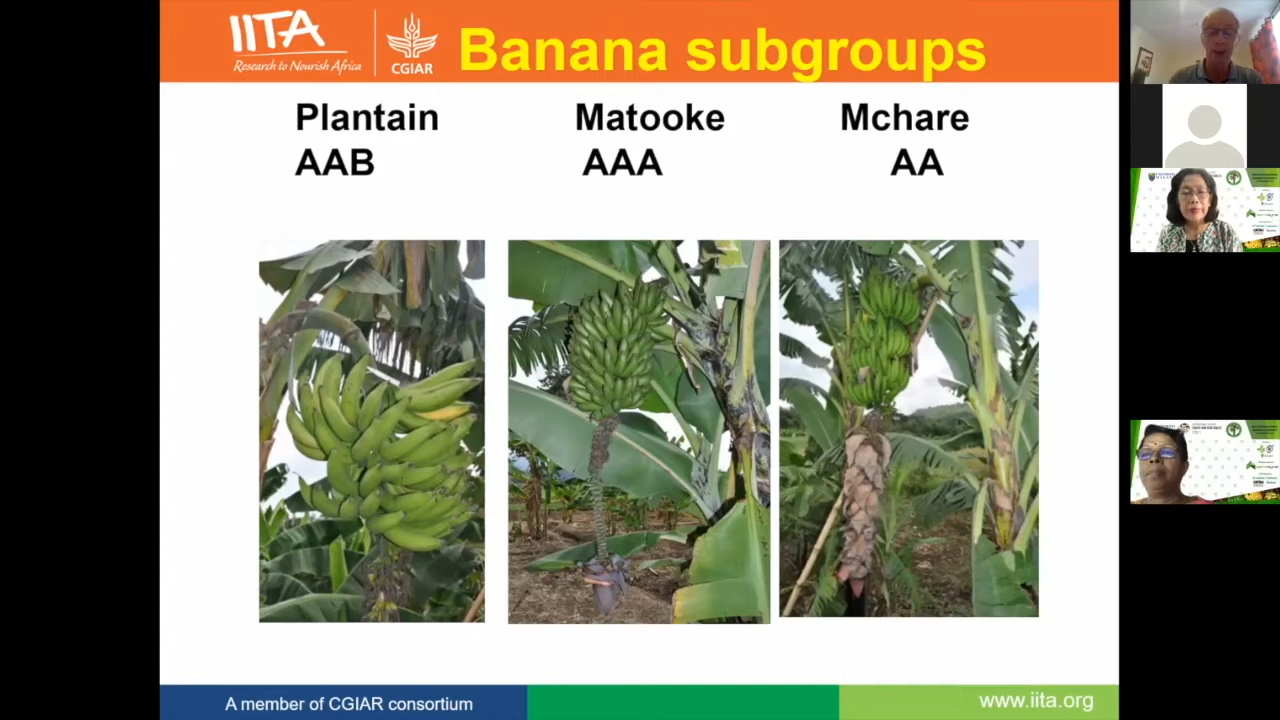 IITA
Research to Nourish Africa
CGIAR
Banana subgroups
Plantain
AAB
Matooke
AAA
Mchare
AA
A member of CGIAR consortium
www.iita.org